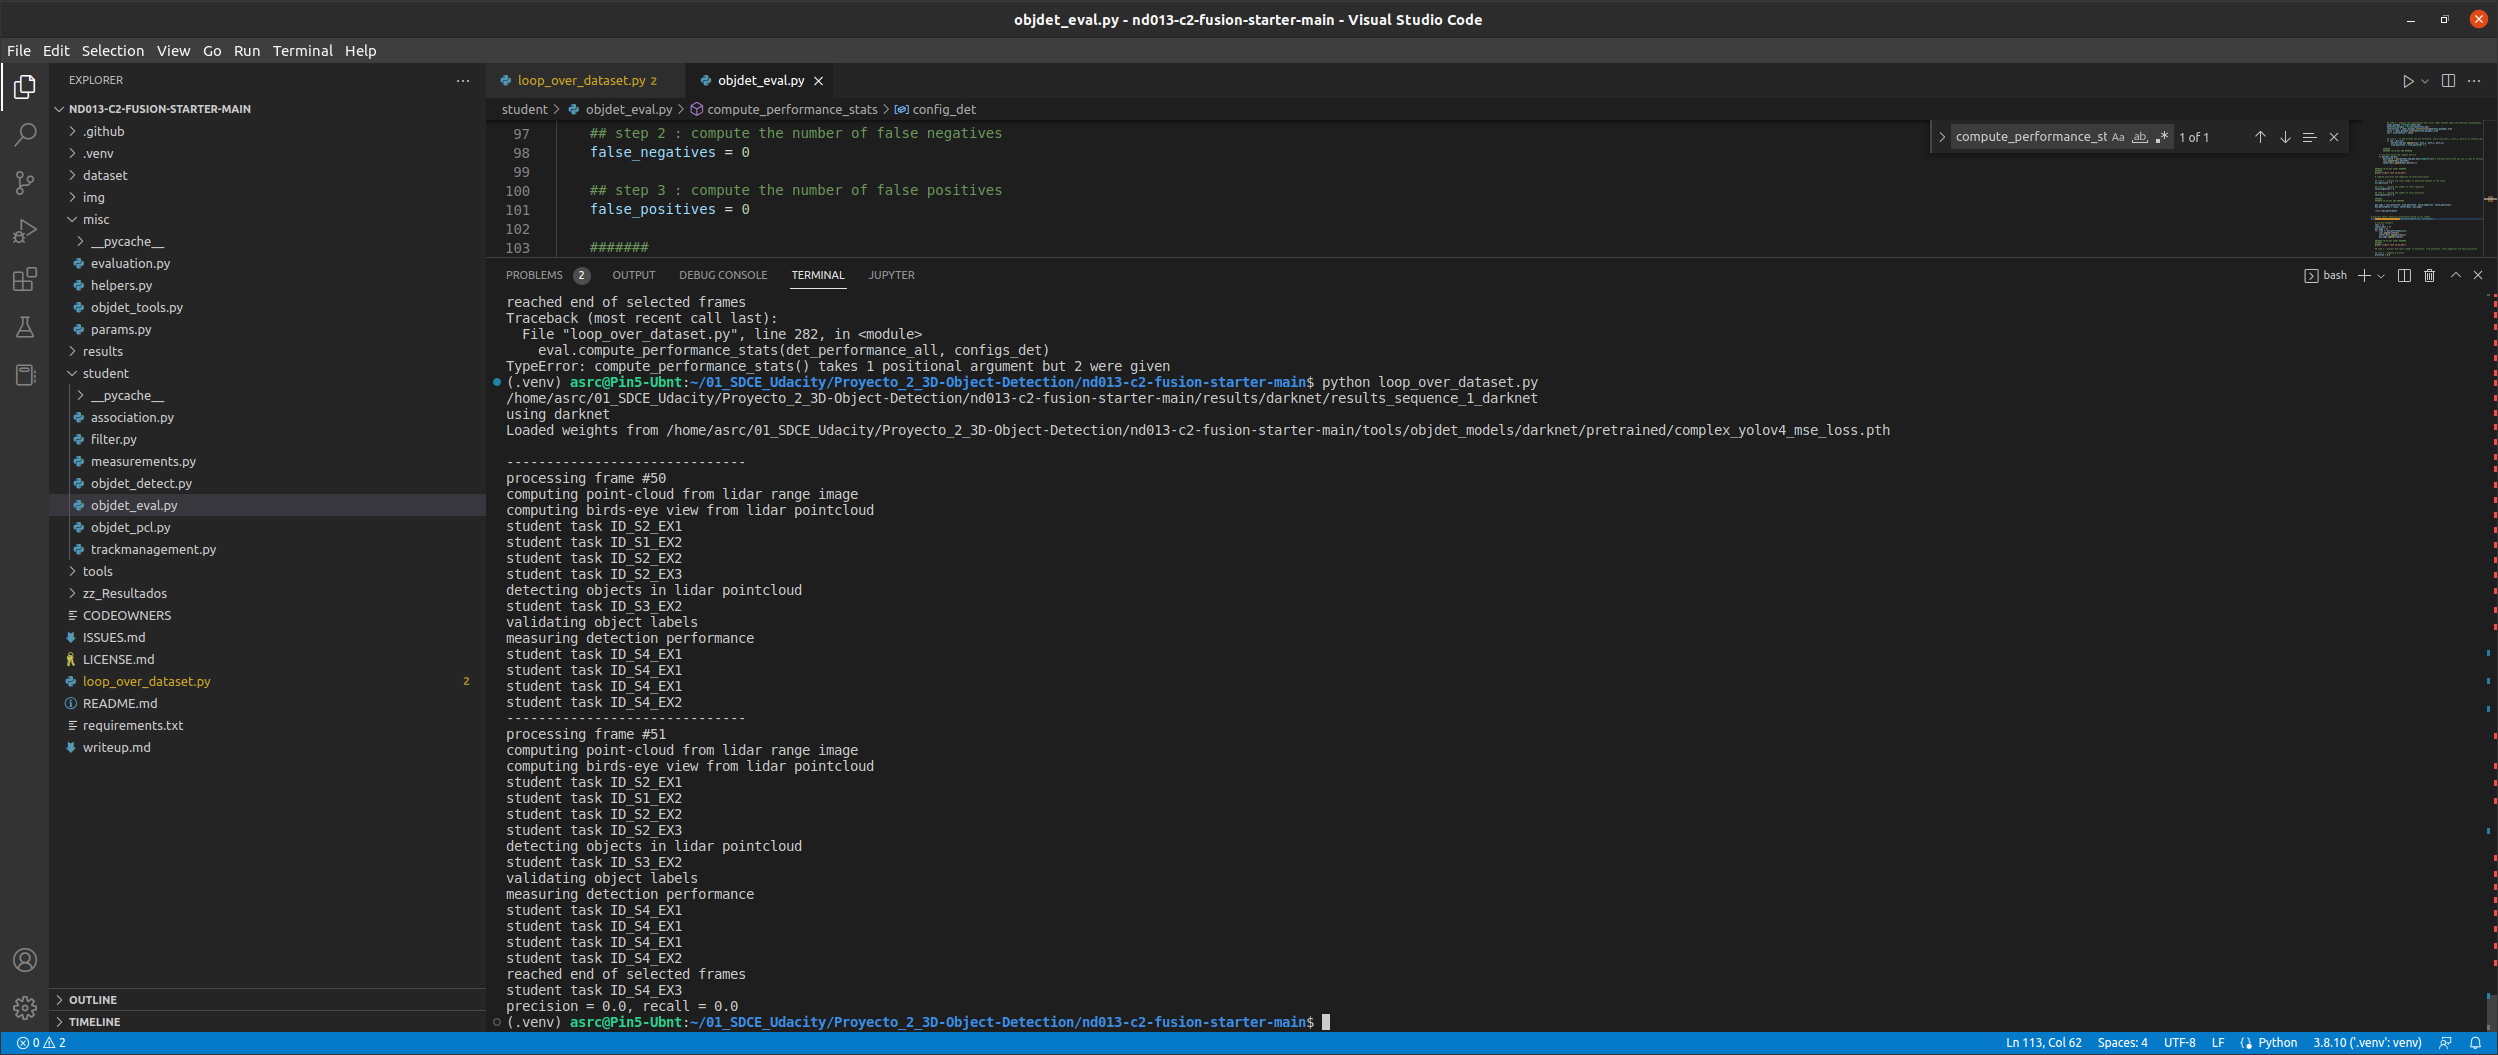 objdet_eval.py - nd013-c2-fusion-starter-main - Visual Studio Code
File Edit Selection View Go Run Terminal Help
EXPLORER
ND013-C2-FUSION-STARTER-MAIN
.github
.venv
dataset
img
misc
__pycache__
evaluation.py
helpers.py
objdet_tools.py
params.py
results
student
__pycache__
association.py
filter.py
measurements.py
objdet_detect.py
objdet_eval.py
objdet_pcl.py
trackmanagement.py
tools
zz_Resultados
CODEOWNERS
ISSUES.md
LICENSE.md
loop_over_dataset.py 2
README.md
requirements.txt
writeup.md
OUTLINE
TIMELINE
loop_over_dataset.py 2 objdet_eval.py
student > objdet_eval.py > compute_performance_stats > config_det
compute_performance_st Aa ab 1 of 1
97 ## step 2 : compute the number of false negatives
98 false_negatives = 0
99
100 ## step 3 : compute the number of false positives
101 false_positives = 0
102
103 #######
PROBLEMS 2 OUTPUT DEBUG CONSOLE TERMINAL JUPYTER bash
reached end of selected frames
Traceback (most recent call last):
File "loop_over_dataset.py", line 282, in <module>
eval.compute_performance_stats(det_performance_all, configs_det)
TypeError: compute_performance_stats() takes 1 positional argument but 2 were given
(.venv) asrc@Pin5-Ubnt:~/01_SDCE_Udacity/Proyecto_2_3D-Object-Detection/nd013-c2-fusion-starter-main$ python loop_over_dataset.py
/home/asrc/01_SDCE_Udacity/Proyecto_2_3D-Object-Detection/nd013-c2-fusion-starter-main/results/darknet/results_sequence_1_darknet
using darknet
Loaded weights from /home/asrc/01_SDCE_Udacity/Proyecto_2_3D-Object-Detection/nd013-c2-fusion-starter-main/tools/objdet_models/darknet/pretrained/complex_yolov4_mse_loss.pth
------------------------------
processing frame #50
computing point-cloud from lidar range image
computing birds-eye view from lidar pointcloud
student task ID_S2_EX1
student task ID_S1_EX2
student task ID_S2_EX2
student task ID_S2_EX3
detecting objects in lidar pointcloud
student task ID_S3_EX2
validating object labels
measuring detection performance
student task ID_S4_EX1
student task ID_S4_EX1
student task ID_S4_EX1
student task ID_S4_EX2
------------------------------
processing frame #51
computing point-cloud from lidar range image
computing birds-eye view from lidar pointcloud
student task ID_S2_EX1
student task ID_S1_EX2
student task ID_S2_EX2
student task ID_S2_EX3
detecting objects in lidar pointcloud
student task ID_S3_EX2
validating object labels
measuring detection performance
student task ID_S4_EX1
student task ID_S4_EX1
student task ID_S4_EX1
student task ID_S4_EX2
reached end of selected frames
student task ID_S4_EX3
precision = 0.0, recall = 0.0
(.venv) asrc@Pin5-Ubnt:~/01_SDCE_Udacity/Proyecto_2_3D-Object-Detection/nd013-c2-fusion-starter-main$
0 2 Ln 113, Col 62 Spaces: 4 UTF-8 LF Python 3.8.10 ('.venv': venv)